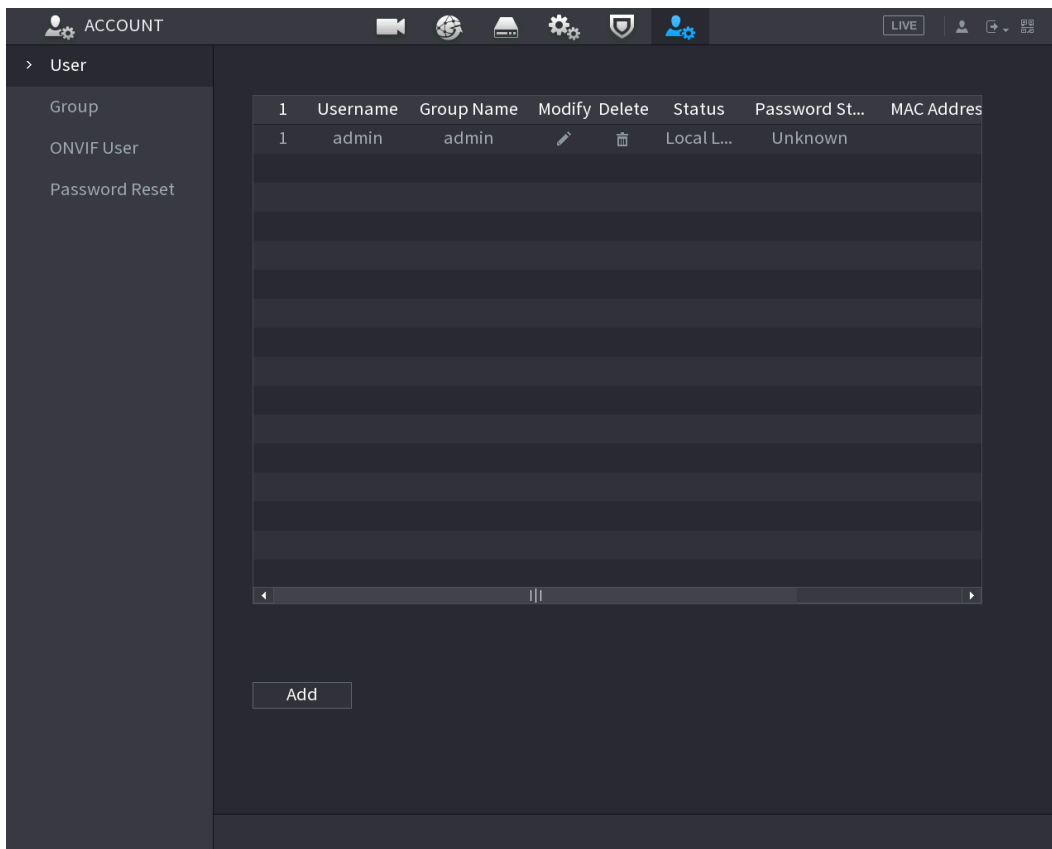 ACCOUNT LIVE
User
Group
ONVIF User
Password Reset
1 Username Group Name Modify Delete Status Password St... MAC Addres
1 admin admin Local L... Unknown
Add